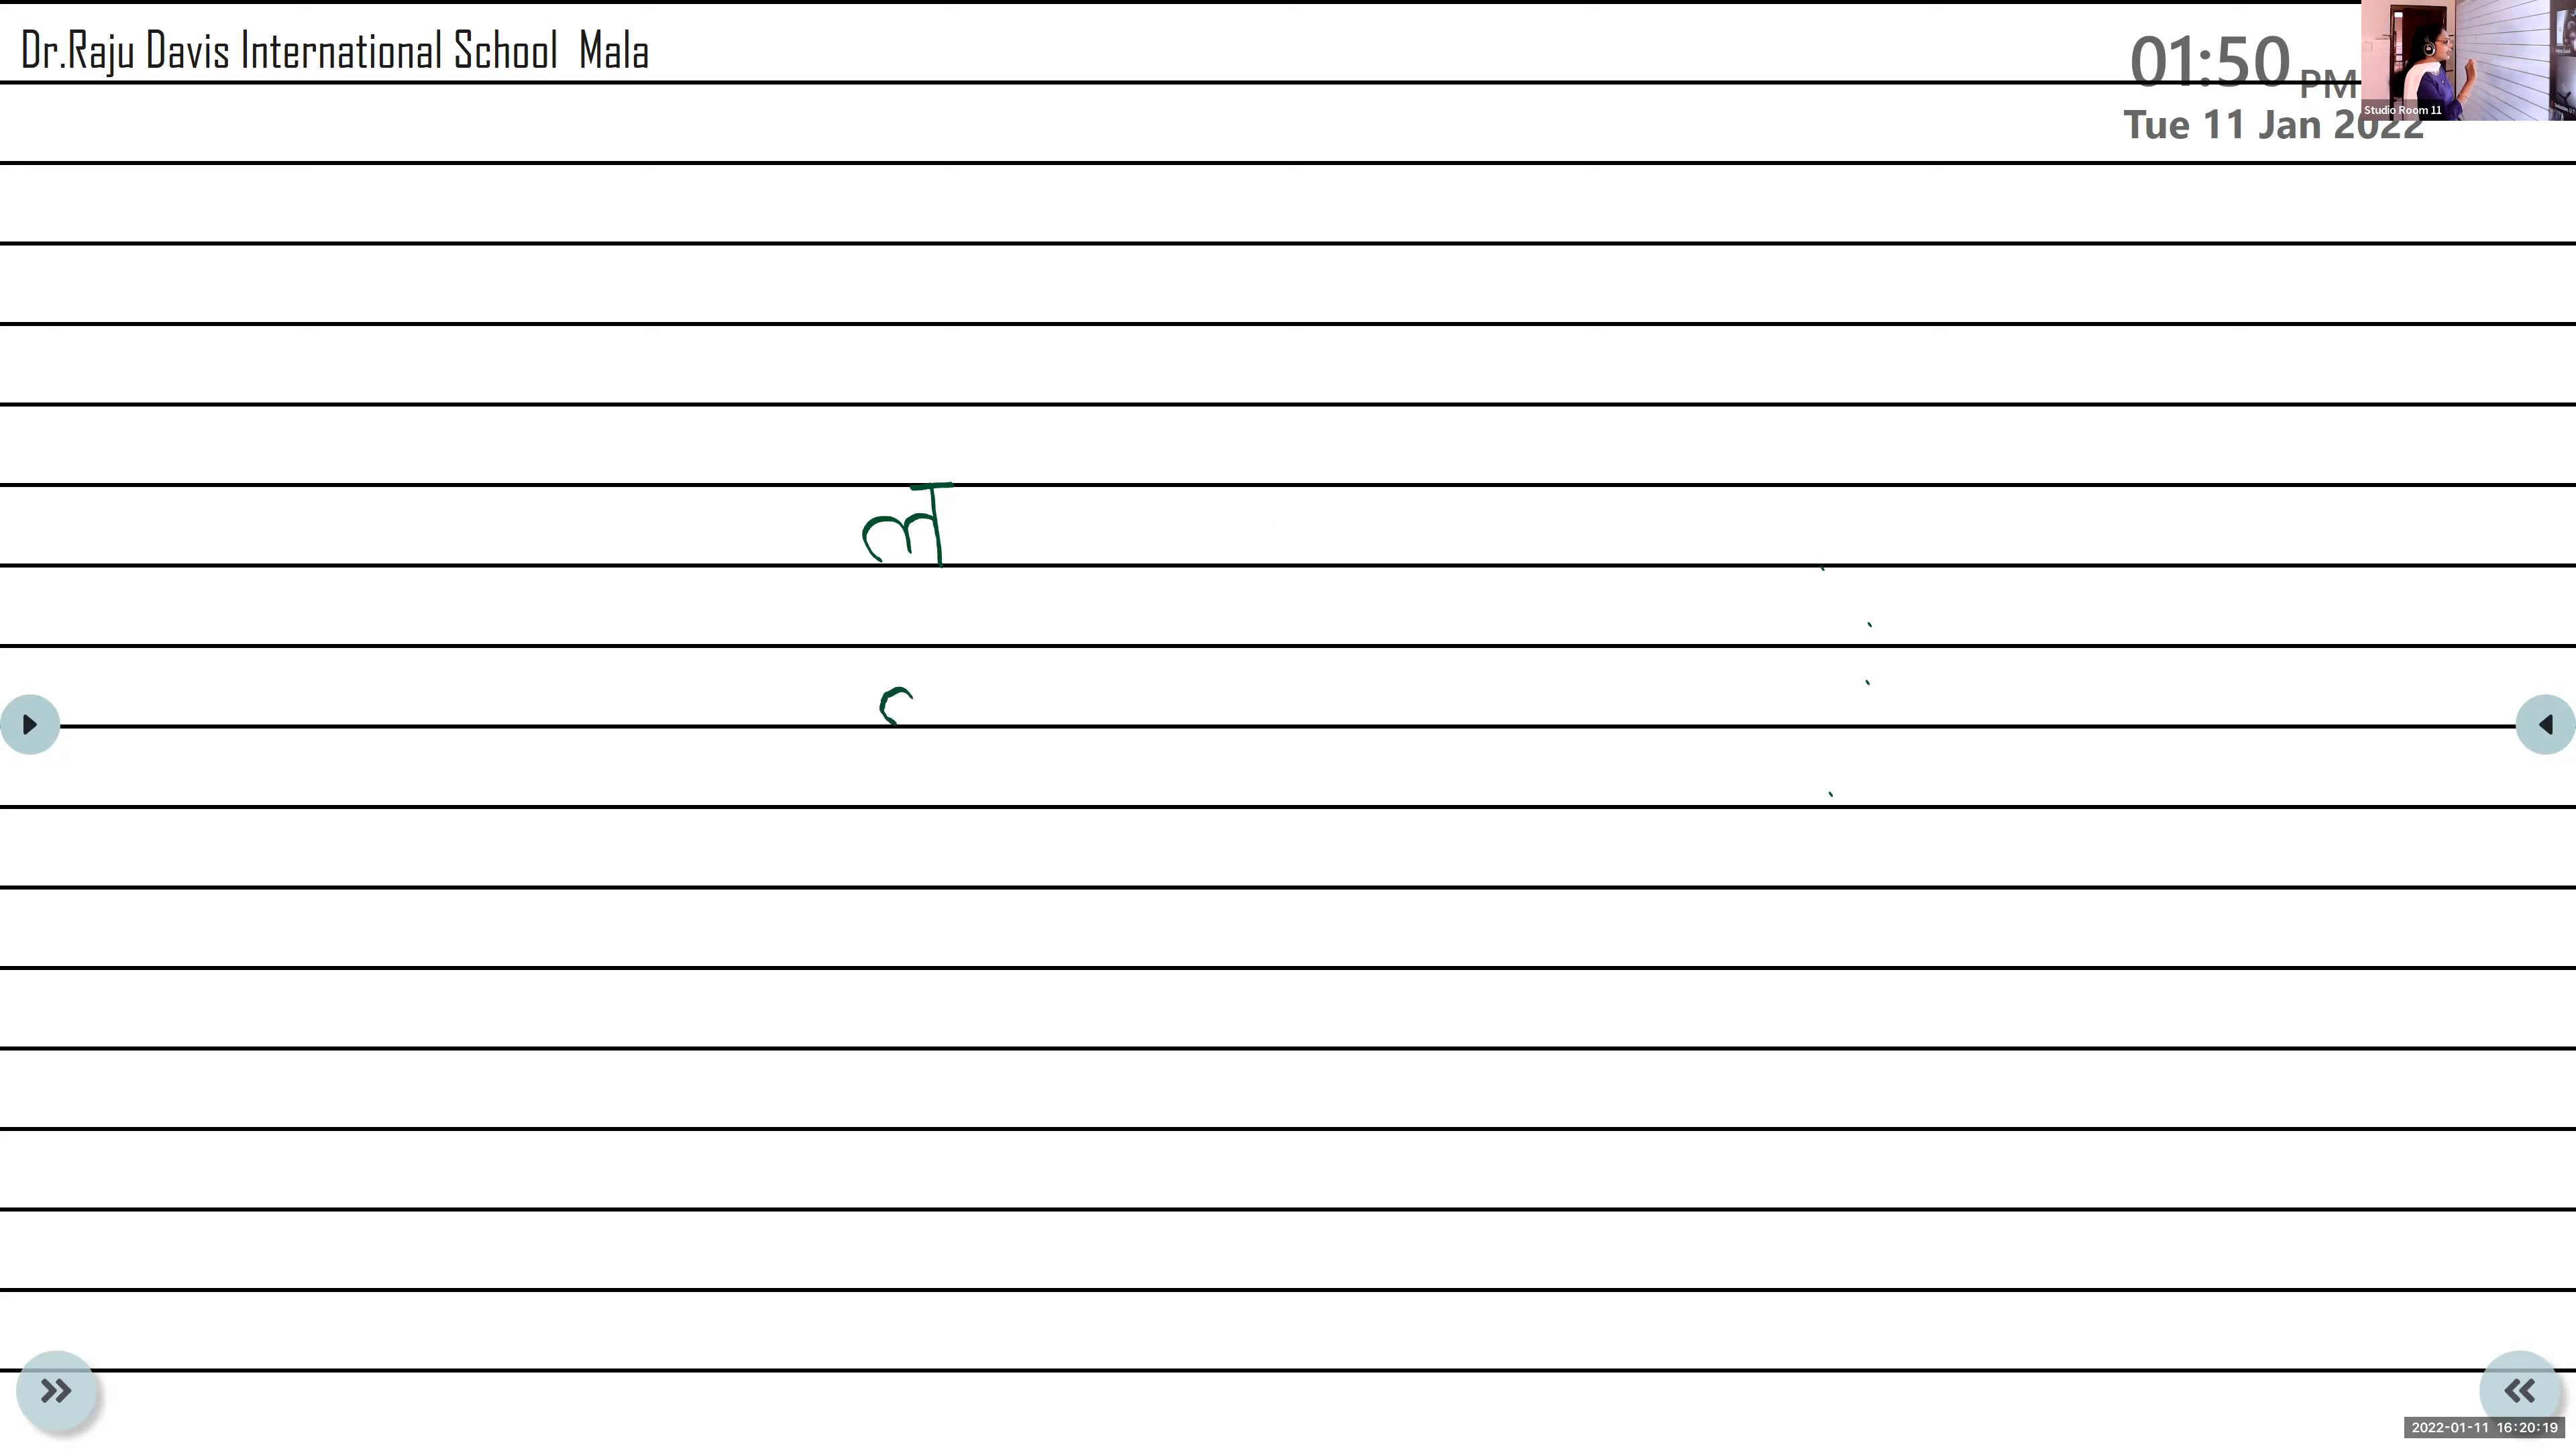 Dr.Raju Davis International School Mala
01:50 PM
Tue 11 Jan 2022
Studio Room 11
ल
2022-01-11 16:20:19